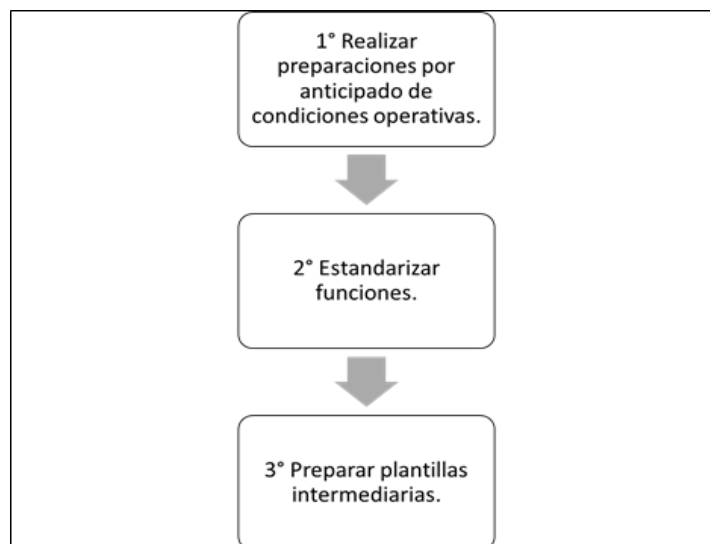 1° Realizar
preparaciones por
anticipado de
condiciones operativas.
2° Estandarizar
funciones.
3° Preparar plantillas
intermediarias.